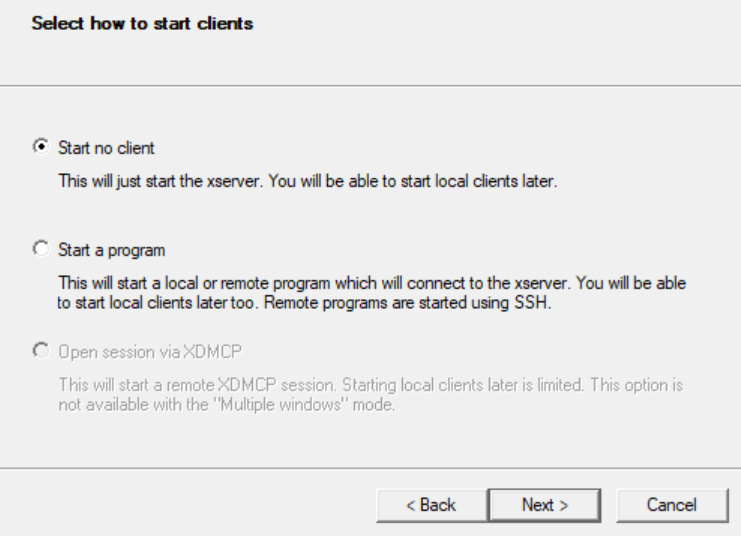 Select how to start clients
Start no client
This will just start the xserver. You will be able to start local clients later.
Start a program
This will start a local or remote program which will connect to the xserver. You will be able
to start local clients later too. Remote programs are started using SSH.
Open session via XDMCP
This will start a remote XDMCP session. Starting local clients later is limited. This option is
not available with the "Multiple windows" mode.
< Back Next > Cancel